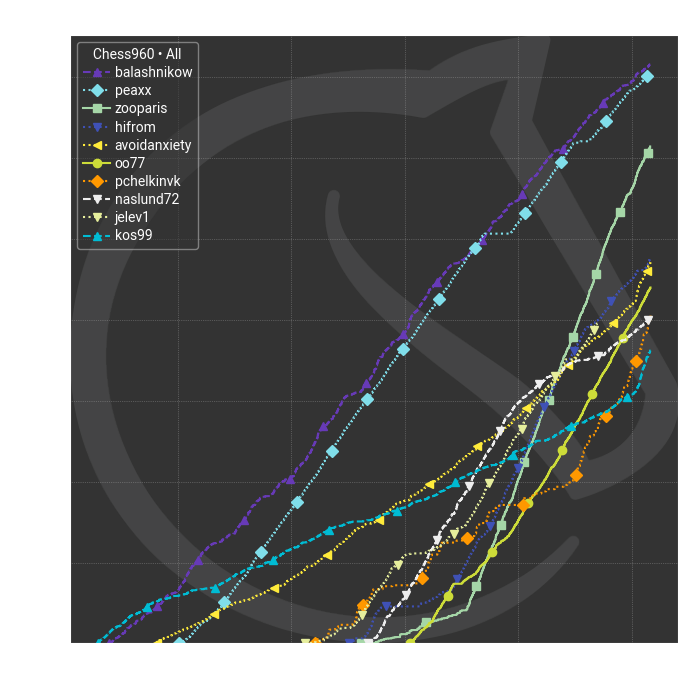 Chess960 • All
balashnikow
peaxx
zooparis
hifrom
avoidanxiety
oo77
pchelkinvk
naslund72
jelev1
kos99